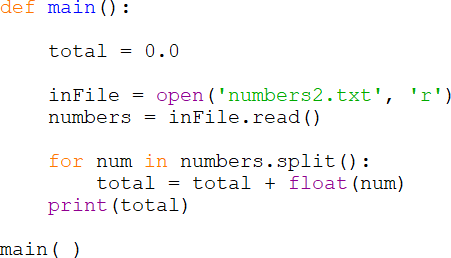 def main():
total = 0.0
inFile = open('numbers2.txt', 'r')
numbers = inFile.read()
for num in numbers.split():
total = total + float(num)
print(total)
main( )